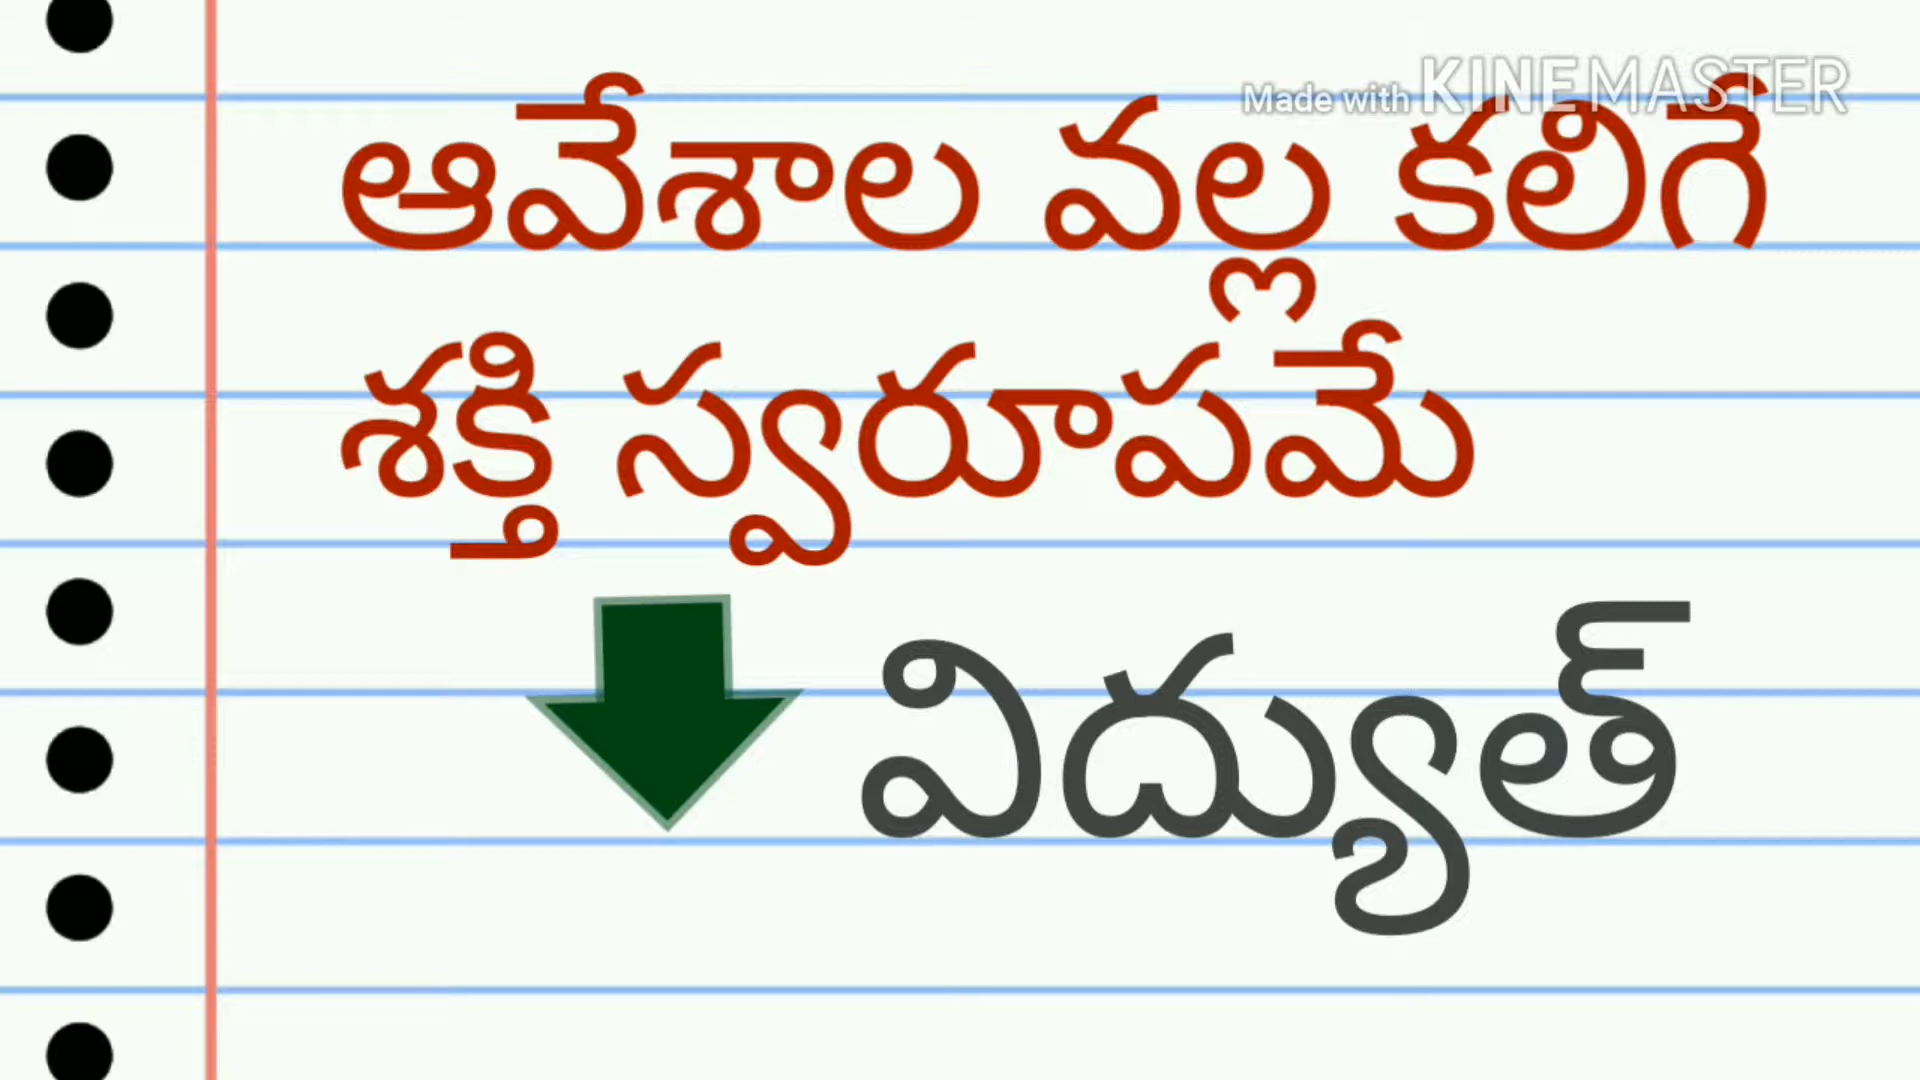 Made with KINEMASTER
ఆవేశాల వల్ల కలిగే
శక్తి స్వరూపమే
విద్యుత్